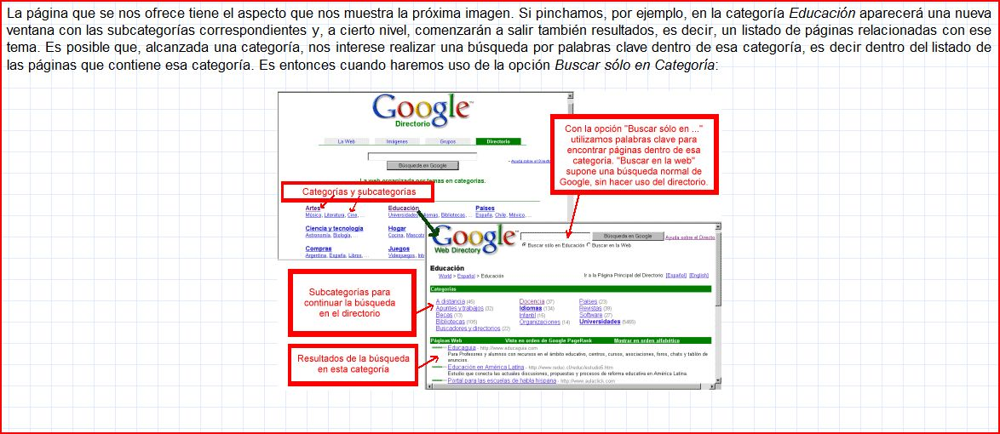 La página que se nos ofrece tiene el aspecto que nos muestra la próxima imagen. Si pinchamos, por ejemplo, en la categoría Educación aparecerá una nueva
ventana con las subcategorías correspondientes y, a cierto nivel, comenzarán a salir también resultados, es decir, un listado de páginas relacionadas con ese
tema. Es posible que, alcanzada una categoría, nos interese realizar una búsqueda por palabras clave dentro de esa categoría, es decir dentro del listado de
las páginas que contiene esa categoría. Es entonces cuando haremos uso de la opción Buscar sólo en Categoría:
Google
Directorio
La Web Imágenes Grupos Directorio
Búsqueda en Google
Ayuda sobre el Directo
La web organizada por temas en categorías.
Categorías y subcategorías
Artes
Música, Literatura, Cine, ...
Educación
Universidades, Idiomas, Bibliotecas, ...
Países
España, Chile, México, ...
Ciencia y tecnología
Astronomía, Biología,
Hogar
Cocina, Mascota
Compras
Argentina, España, Libros, ...
Juegos
Videojuegos, Int
Con la opción "Buscar sólo en ..."
utilizamos palabras clave para
encontrar páginas dentro de esa
categoría. "Buscar en la web"
supone una búsqueda normal de
Google, sin hacer uso del directorio.
Google
Web Directory
Búsqueda en Google
Ayuda sobre el Directo
Buscar sólo en Educación Buscar en la Web
Educación
World > Español > Educación
Ir a la Página Principal del Directorio: [Español] [English]
Categorías
A distancia (45) Docencia (37) Países (23)
Apuntes y trabajos (32) Idiomas (134) Revistas (39)
Becas (13) Infantil (15) Software (27)
Bibliotecas (105) Organizaciones (14) Universidades (5465)
Buscadores y directorios (22)
Páginas Web Vista en orden de Google PageRank Mostrar en orden alfabético
Educaguia - http://www.educaguia.com
Para Profesores y alumnos con recursos en el ámbito educativo, centros, cursos, asociaciones, foros, chats y tablón de
anuncios.
Educación en América Latina - http://www.reduc.cl/reduc/estudio5.htm
Estudio que conecta las actuales discusiones, propuestas y procesos de reforma educativa en América Latina.
Portal para las escuelas de habla hispana - http://www.aulaclick.com
Subcategorías para
continuar la búsqueda
en el directorio
Resultados de la búsqueda
en esta categoría